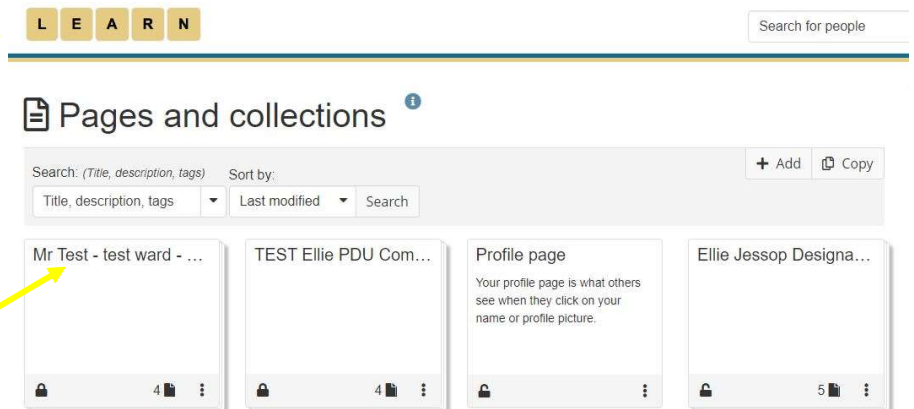 L E A R N
Search for people
Pages and collections
Search: (Title, description, tags) Sort by:
+ Add Copy
Title, description, tags Last modified Search
Mr Test - test ward - ...
TEST Ellie PDU Com...
Profile page
Your profile page is what others
see when they click on your
name or profile picture.
Ellie Jessop Designa...
4
4
5